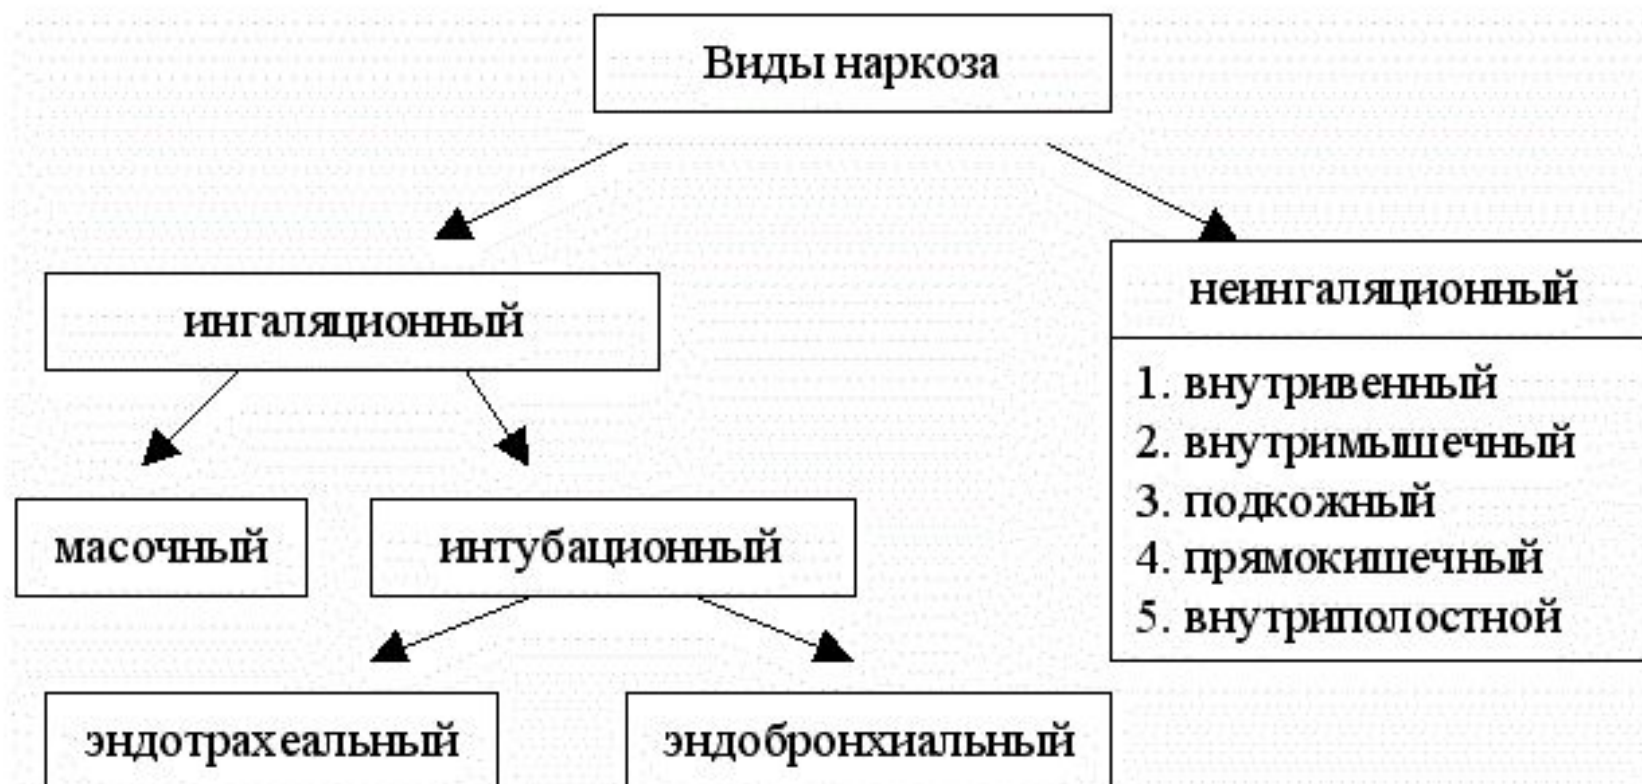 Виды наркоза
ингаляционный
неингаляционный
1. внутривенный
2. внутримышечный
3. подкожный
4. прямокишечный
5. внутриполостной
масочный
интубационный
эндотрахеальный
эндобронхиальный